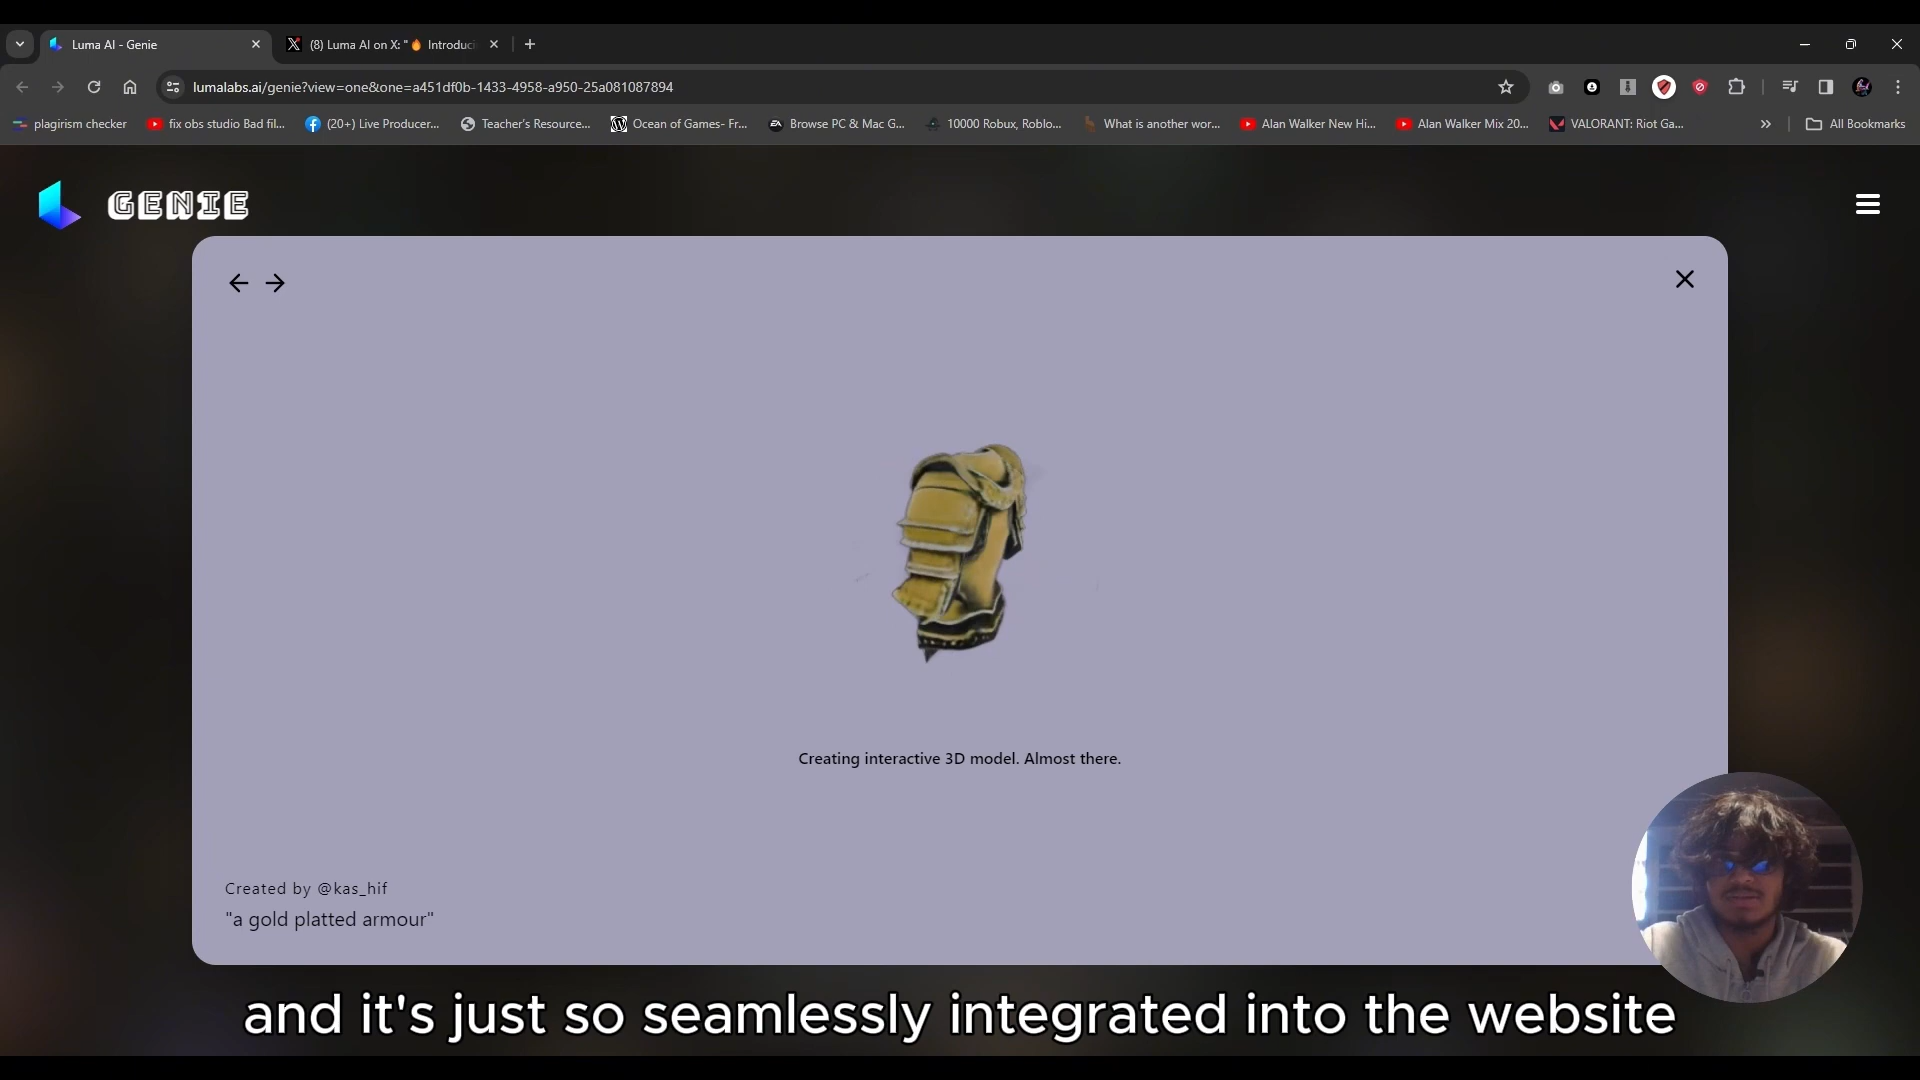 Luma AI - Genie
(8) Luma AI on X: "🔥 Introduci
lumalabs.ai/genie?view=one&one=a451df0b-1433-4958-a950-25a081087894
plagirism checker
fix obs studio Bad fil...
(20+) Live Producer...
Teacher's Resource...
Ocean of Games- Fr...
Browse PC & Mac G...
10000 Robux, Roblo...
What is another wor...
Alan Walker New Hi...
Alan Walker Mix 20...
VALORANT: Riot Ga...
All Bookmarks
GENIE
Creating interactive 3D model. Almost there.
Created by @kas_hif
"a gold platted armour"
and it's just so seamlessly integrated into the website